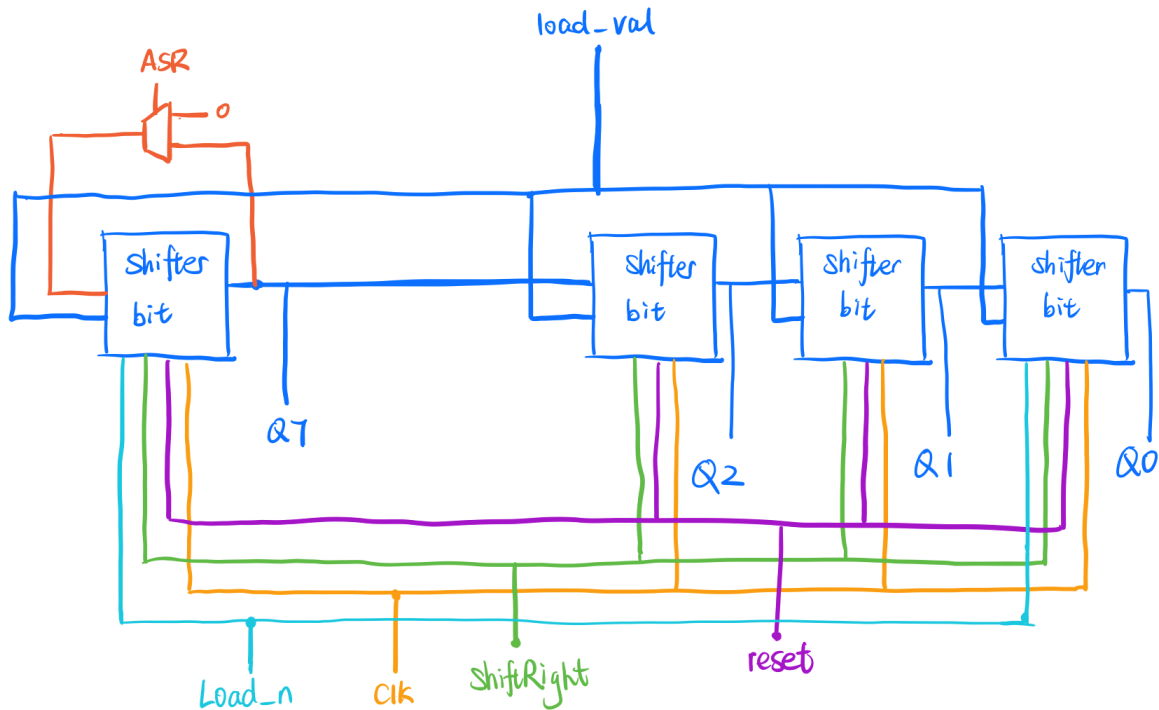 load_val
ASR
0
Shifter
bit
Shifter
bit
Shifter
bit
Shifter
bit
Q7
Q2
Q1
Q0
Load_n
Clk
ShiftRight
reset